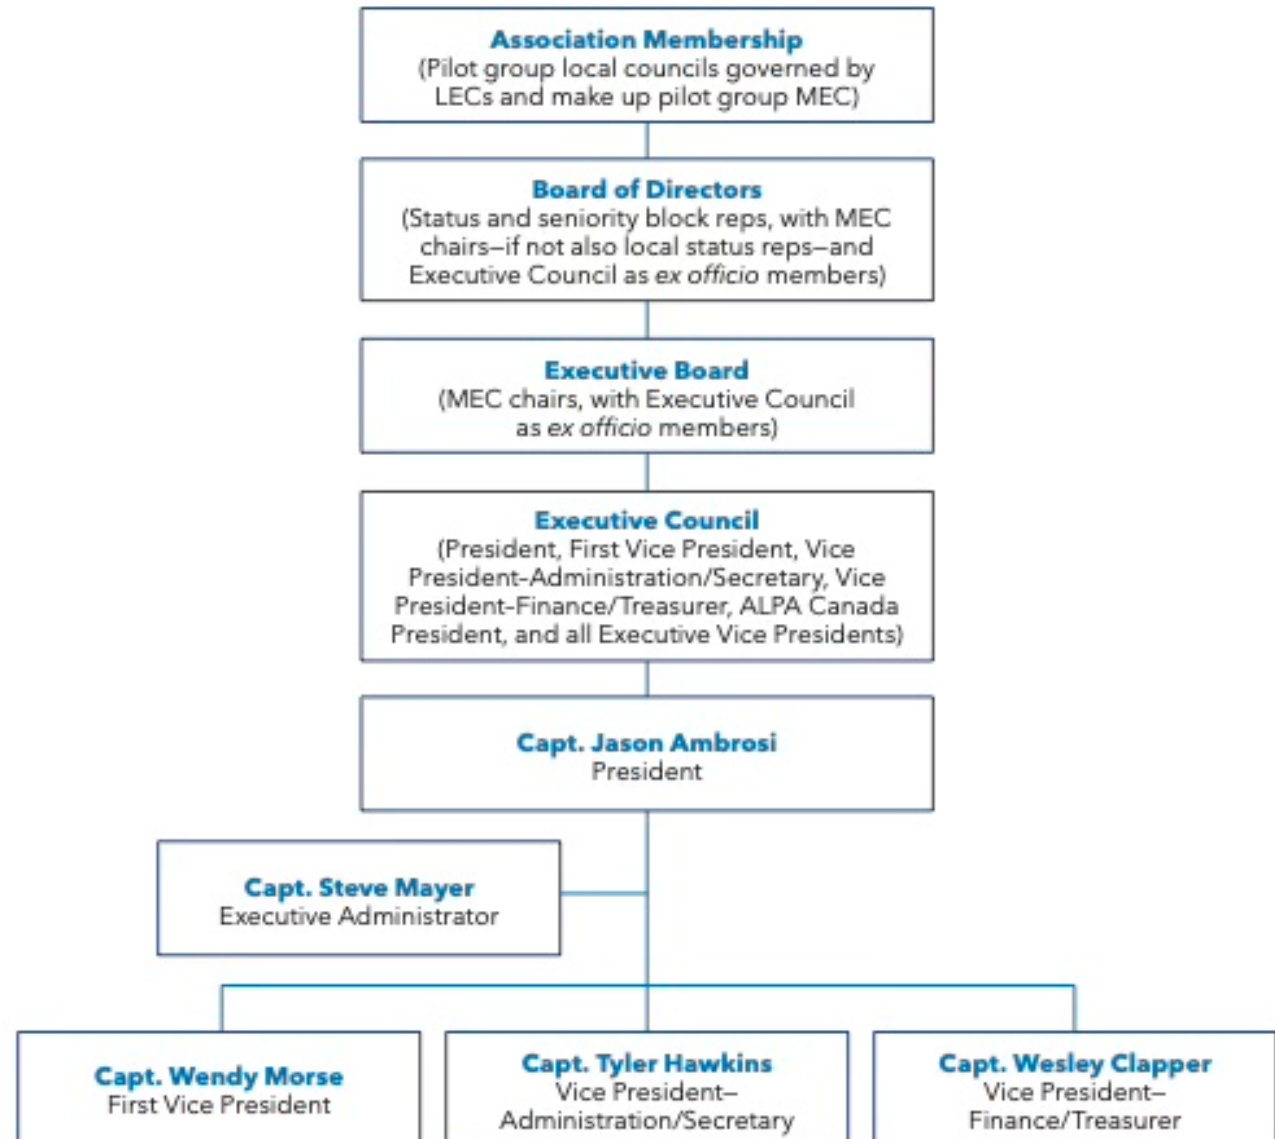 Association Membership
(Pilot group local councils governed by
LECs and make up pilot group MEC)
Board of Directors
(Status and seniority block reps, with MEC
chairs–if not also local status reps–and
Executive Council as ex officio members)
Executive Board
(MEC chairs, with Executive Council
as ex officio members)
Executive Council
(President, First Vice President, Vice
President–Administration/Secretary, Vice
President–Finance/Treasurer, ALPA Canada
President, and all Executive Vice Presidents)
Capt. Jason Ambrosi
President
Capt. Steve Mayer
Executive Administrator
Capt. Wendy Morse
First Vice President
Capt. Tyler Hawkins
Vice President–
Administration/Secretary
Capt. Wesley Clapper
Vice President–
Finance/Treasurer